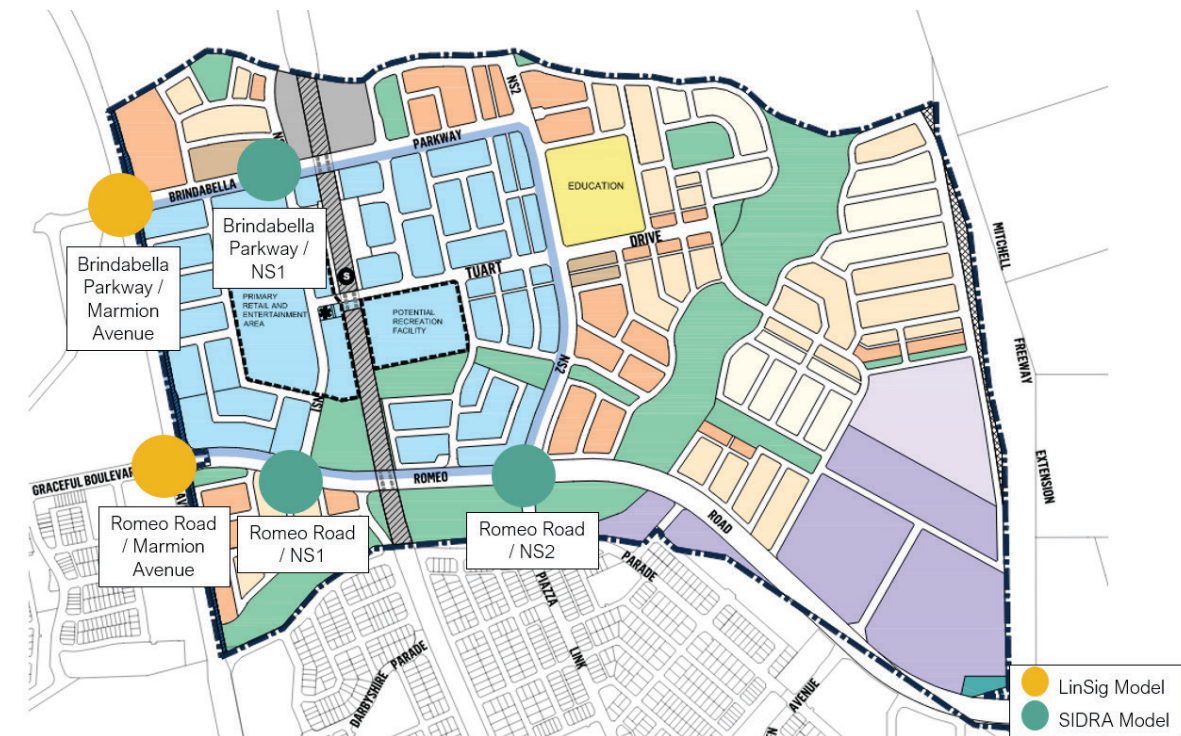 NS2
PARKWAY
BRINDABELLA
EDUCATION
Brindabella
Parkway /
NS1
DRIVE
MITCHELL
Brindabella
Parkway /
Marmion
Avenue
S
TUART
PRIMARY
RETAIL AND
ENTERTAINMENT
AREA
POTENTIAL
RECREATION
FACILITY
FREEWAY
NS2
NS1
GRACEFUL BOULEVAR
ROMEO
EXTENSION
Romeo Road
/ Marmion
Avenue
Romeo Road
/ NS1
Romeo Road
/ NS2
ROAD
PARADE
PIAZZA
LINK
DARBYSHIRE PARADE
AVENUE
LinSig Model
SIDRA Model